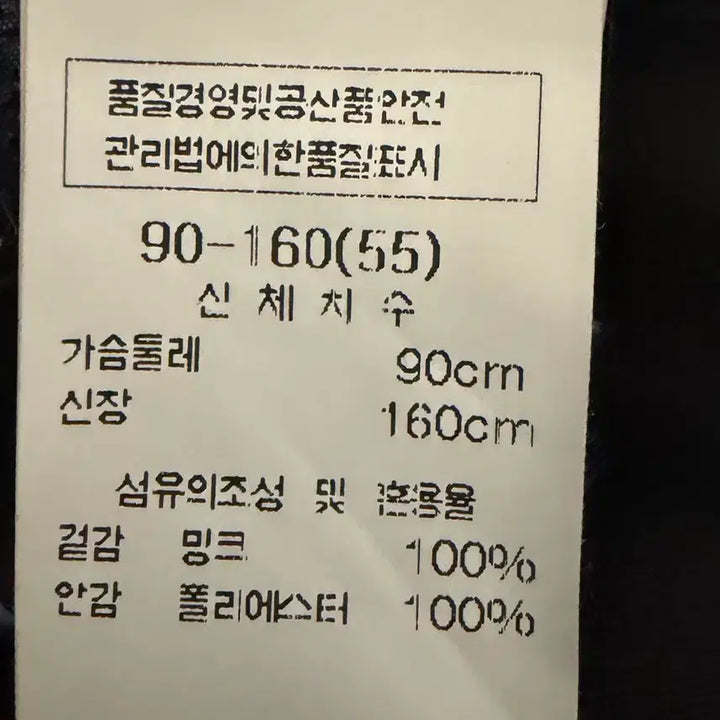 품질경영및공산품안전
관리법에의한품질표시
90-160(55)
신 체 치 수
가슴둘레 90cm
신장 160cm
섬유의조성 및 혼용율
겉감 밍크 100%
안감 폴리에스터 100%